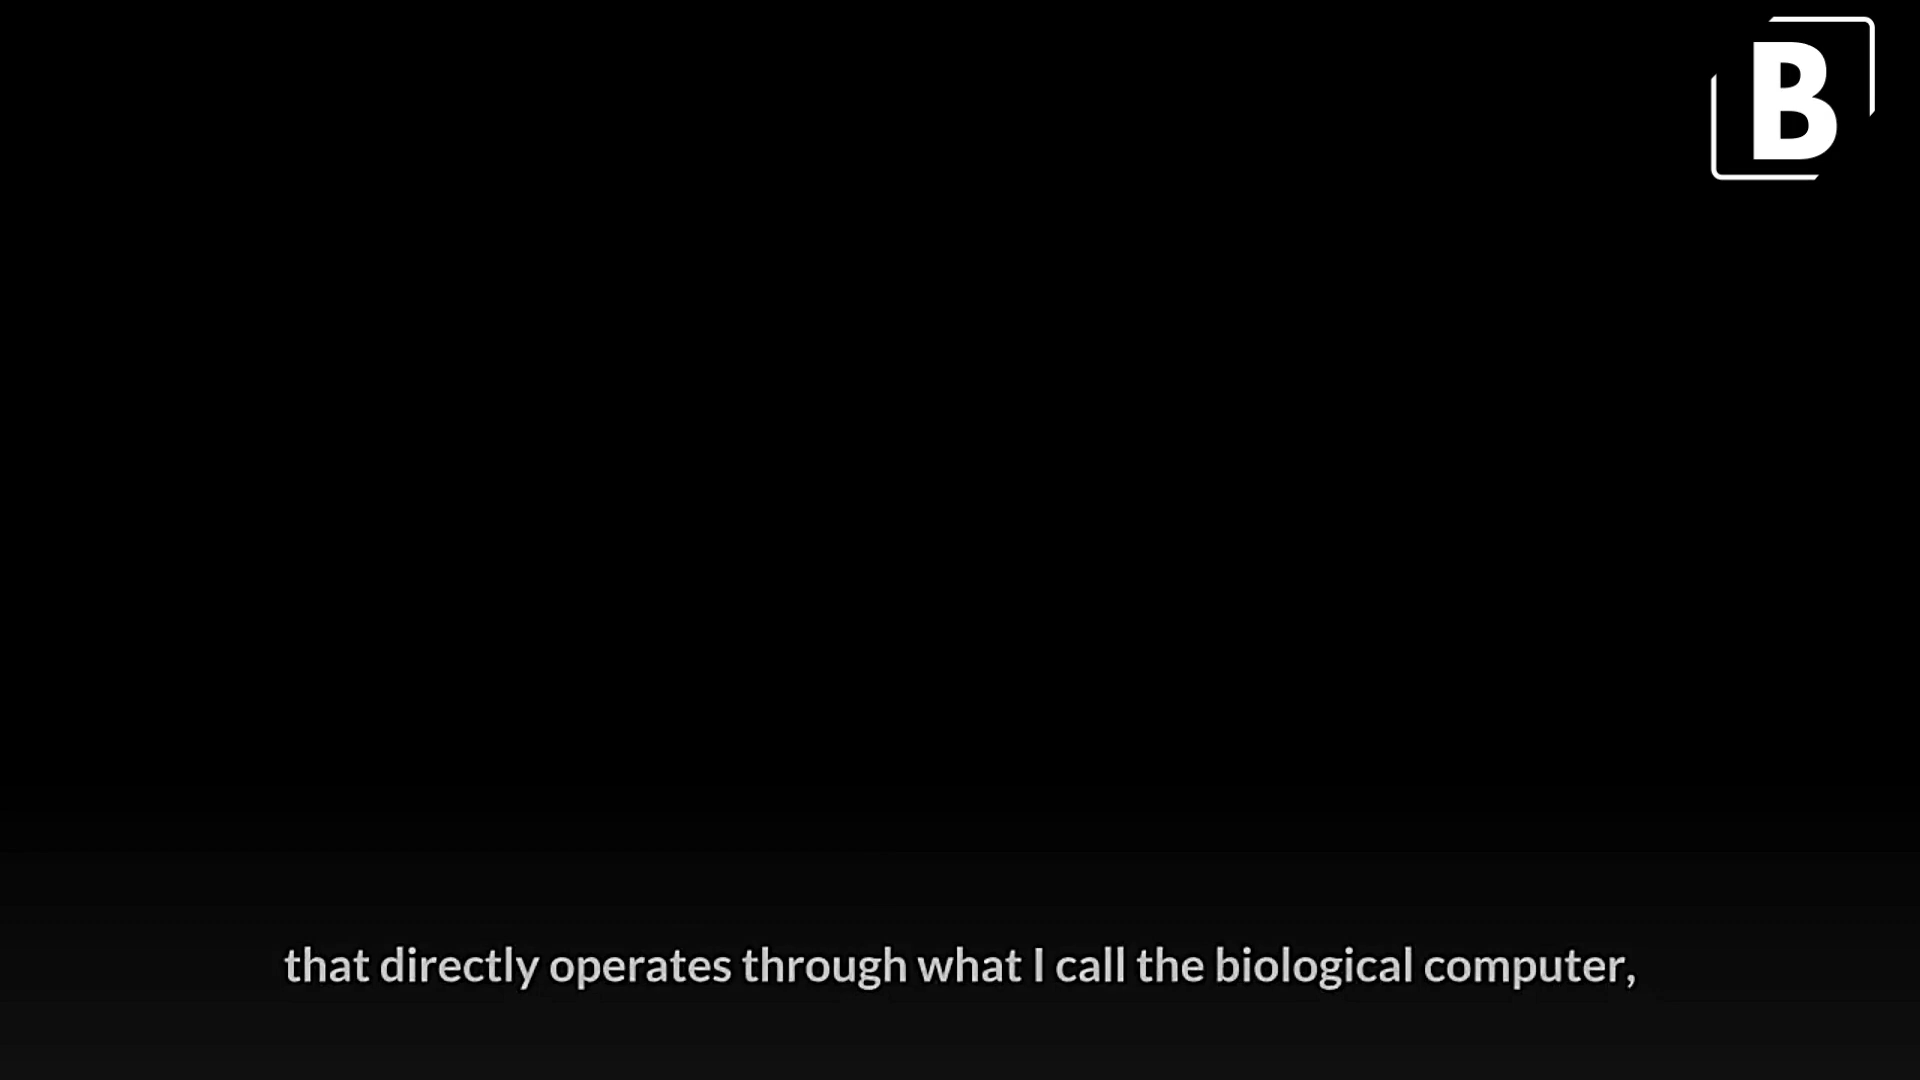 B
that directly operates through what I call the biological computer,